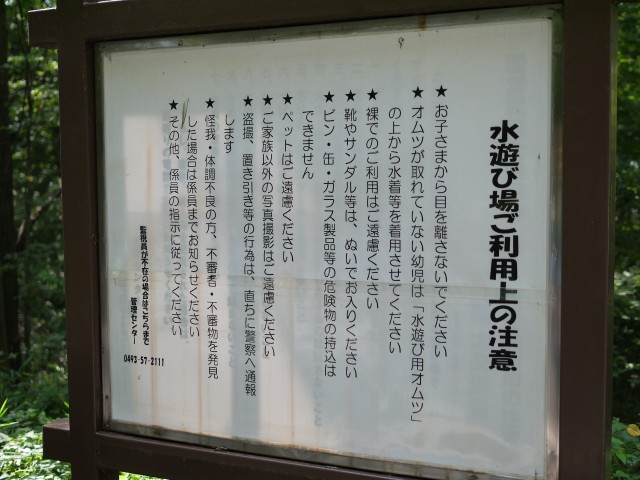 水遊び場ご利用上の注意
★お子さまから目を離さないでください
★オムツが取れていない幼児は「水遊び用オムツ」
の上から水着等を着用させてください
★裸でのご利用はご遠慮ください
★靴やサンダル等は、ぬいでお入りください
★ビン・缶・ガラス製品等の危険物の持込は
できません
★ペットはご遠慮ください
★ご家族以外の写真撮影はご遠慮ください
★盗撮、置き引き等の行為は、直ちに警察へ通報
します
★怪我・体調不良の方、不審者・不審物を発見
した場合は係員までお知らせください
★その他、係員の指示に従ってください
監視員が不在の場合はこちらまで
管理センター
0493-57-2111